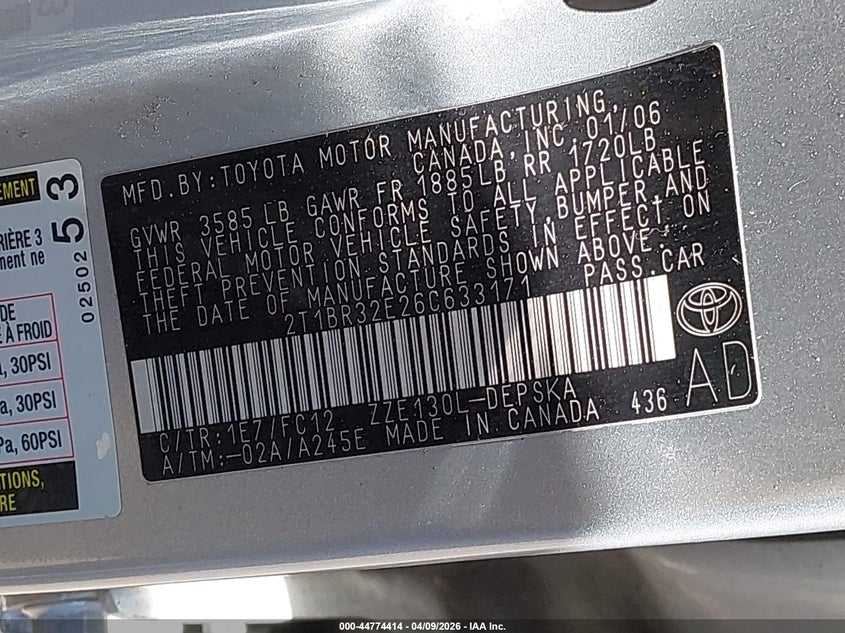 EMENT
RIÈRE 3
ment ne
DE
E À FROID
a, 30PSI
a, 30PSI
Pa, 60PSI
TIONS,
RE
02502
53
MFD.BY:TOYOTA MOTOR MANUFACTURING,
CANADA, INC 01/06
GVWR 3585 LB GAWR FR 1885LB,RR 1720LB
THIS VEHICLE CONFORMS TO ALL APPLICABLE
FEDERAL MOTOR VEHICLE SAFETY,BUMPER,AND
THEFT PREVENTION STANDARDS IN EFFECT ON
THE DATE OF MANUFACTURE SHOWN ABOVE.
2T1BR32E26C633171 PASS.CAR
C/TR:1E7/FC12 ZZE130L-DEPSKA
A/TM:-02A/A245E MADE IN CANADA 436
AD
000-44774414 - 04/09/2026 - IAA Inc.